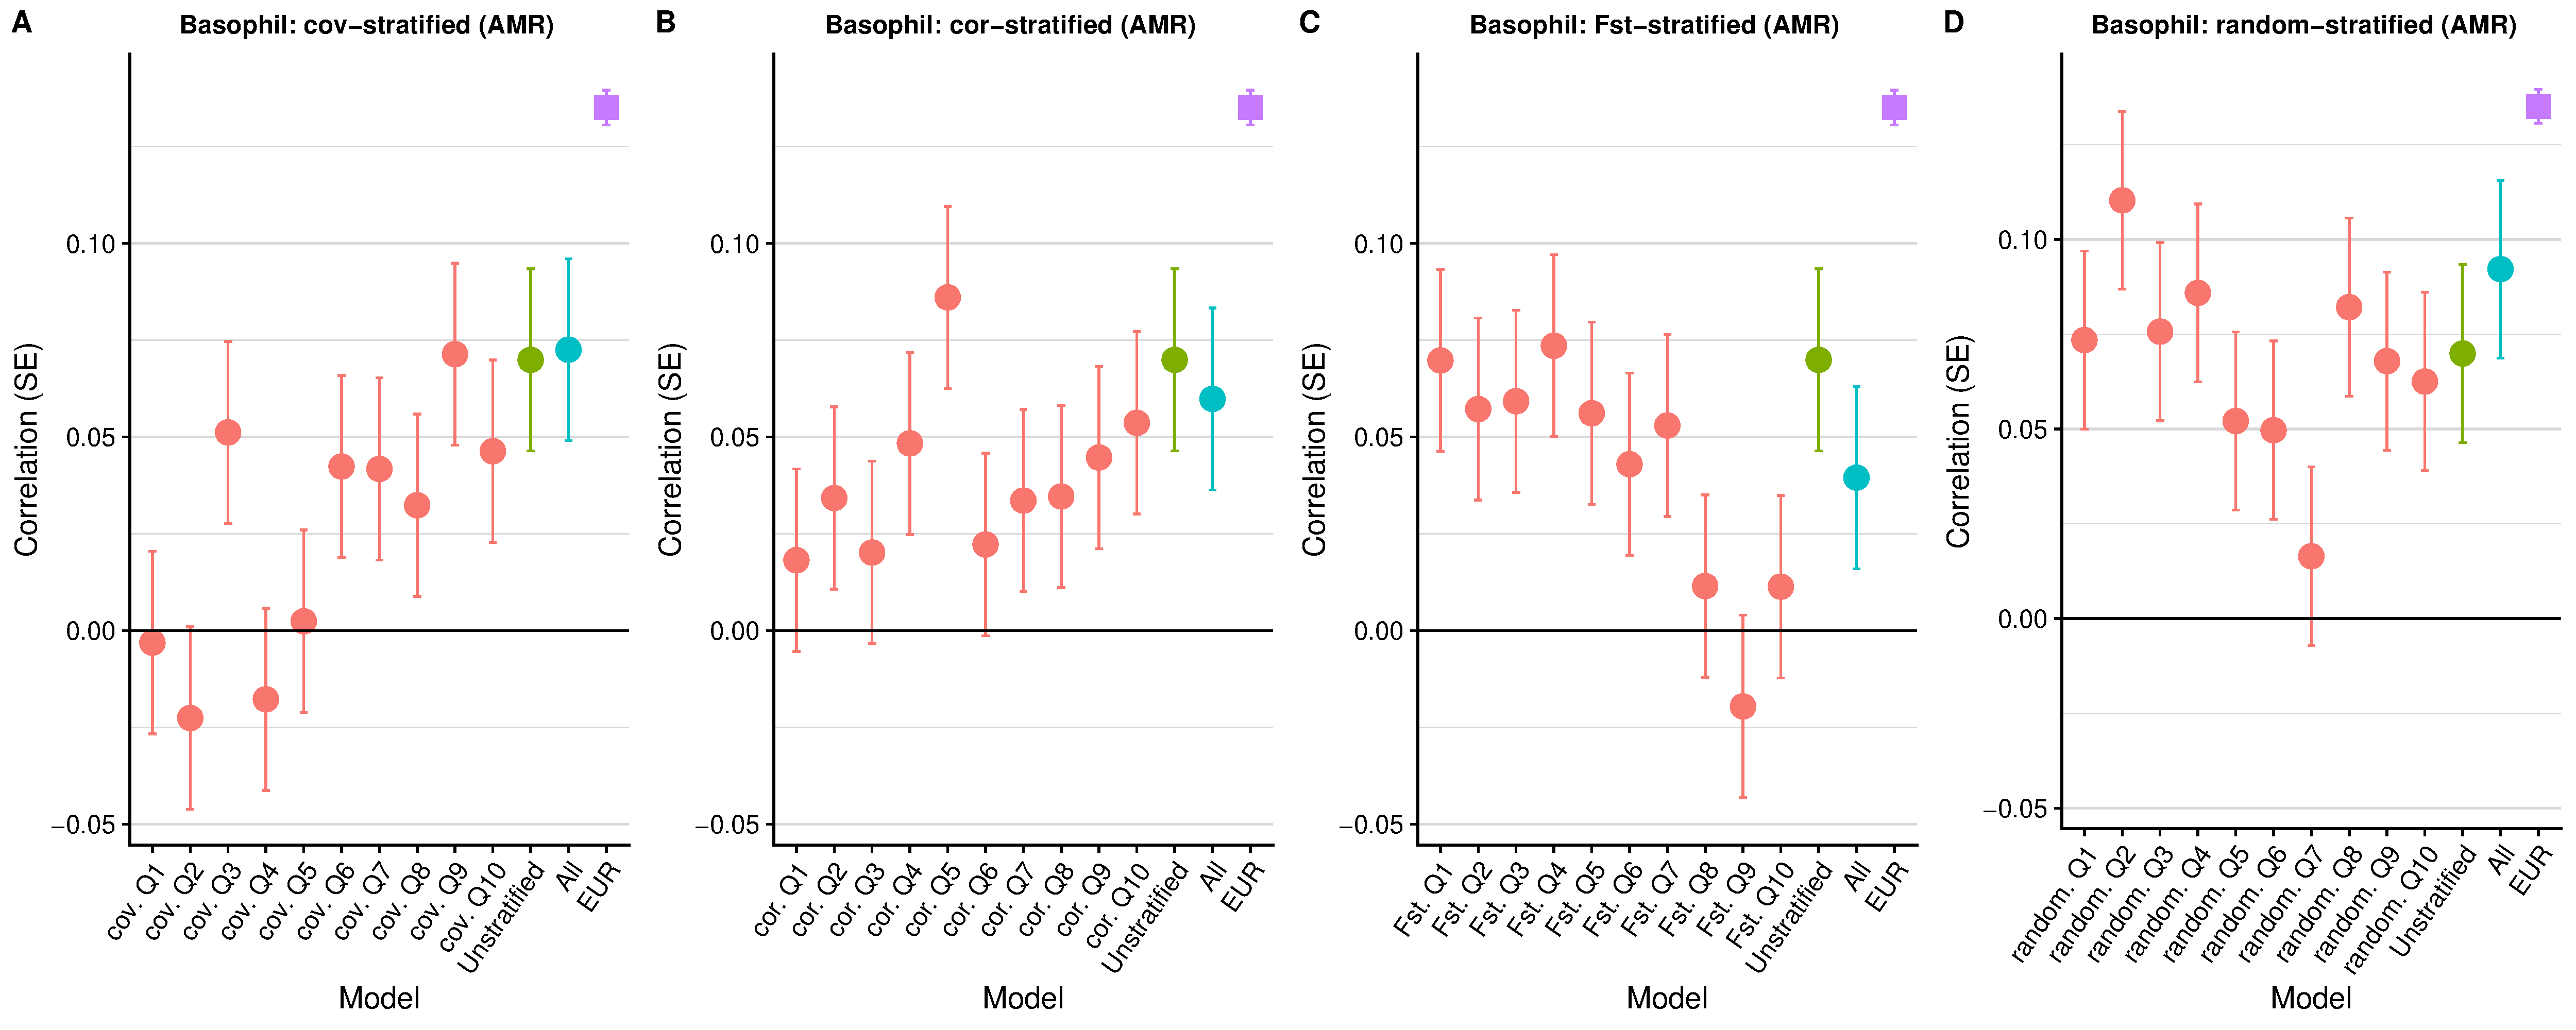 A
Basophil: cov−stratified (AMR)
Correlation (SE)
0.10
0.05
0.00
−0.05
cov. Q1
cov. Q2
cov. Q3
cov. Q4
cov. Q5
cov. Q6
cov. Q7
cov. Q8
cov. Q9
cov. Q10
Unstratified
All
EUR
Model
B
Basophil: cor−stratified (AMR)
Correlation (SE)
0.10
0.05
0.00
−0.05
cor. Q1
cor. Q2
cor. Q3
cor. Q4
cor. Q5
cor. Q6
cor. Q7
cor. Q8
cor. Q9
cor. Q10
Unstratified
All
EUR
Model
C
Basophil: Fst−stratified (AMR)
Correlation (SE)
0.10
0.05
0.00
−0.05
Fst. Q1
Fst. Q2
Fst. Q3
Fst. Q4
Fst. Q5
Fst. Q6
Fst. Q7
Fst. Q8
Fst. Q9
Fst. Q10
Unstratified
All
EUR
Model
D
Basophil: random−stratified (AMR)
Correlation (SE)
0.10
0.05
0.00
−0.05
random. Q1
random. Q2
random. Q3
random. Q4
random. Q5
random. Q6
random. Q7
random. Q8
random. Q9
random. Q10
Unstratified
All
EUR
Model